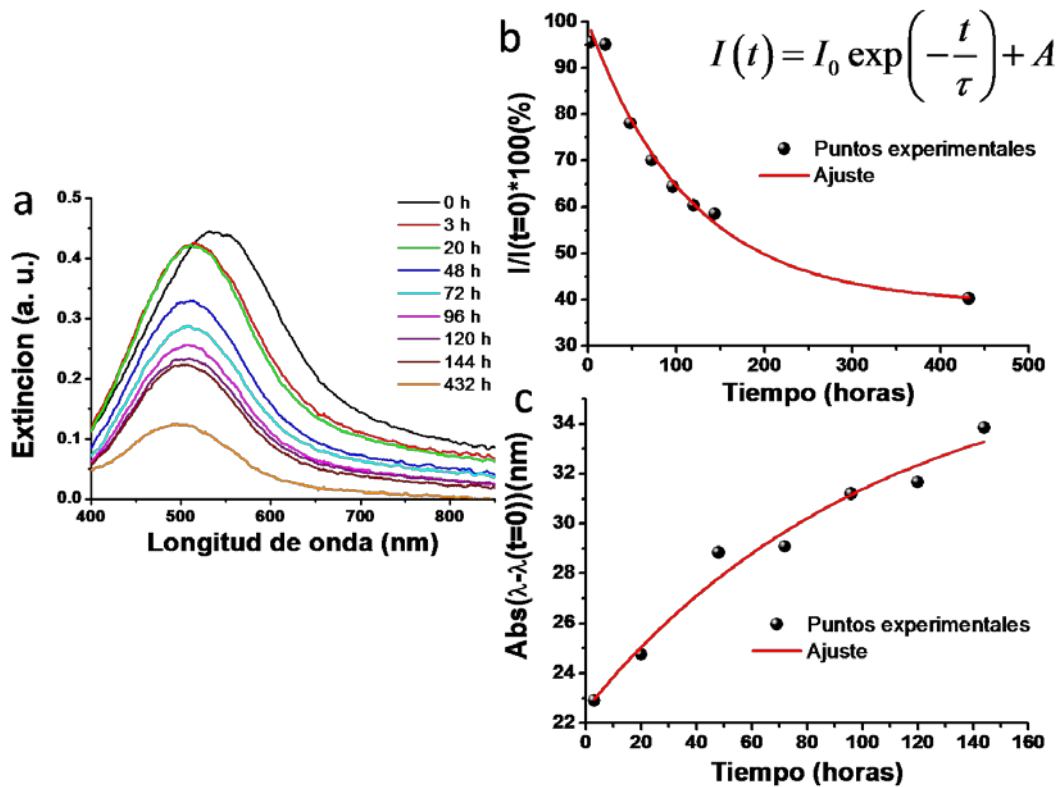 a
Extincion (a. u.)
0.5
0.4
0.3
0.2
0.1
0.0
400
500
600
700
800
Longitud de onda (nm)
0 h
3 h
20 h
48 h
72 h
96 h
120 h
144 h
432 h
b
I/I(t=0)*100(%)
100
90
80
70
60
50
40
30
0
100
200
300
400
500
Tiempo (horas)
I(t) = I₀ exp(−t/τ) + A
Puntos experimentales
Ajuste
c
Abs(λ-λ(t=0))(nm)
34
32
30
28
26
24
22
0
20
40
60
80
100
120
140
160
Tiempo (horas)
Puntos experimentales
Ajuste